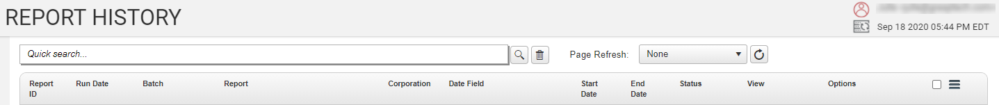 REPORT HISTORY
Sep 18 2020 05:44 PM EDT
Quick search...
Page Refresh:
None
Report ID
Run Date
Batch
Report
Corporation
Date Field
Start Date
End Date
Status
View
Options